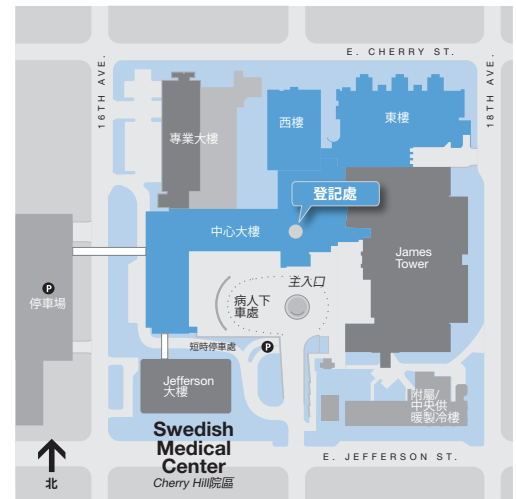 E. CHERRY ST.
16TH AVE.
18TH AVE.
西樓
東樓
專業大樓
登記處
中心大樓
James
Tower
主入口
病人下
車處
P
停車場
短時停車處
P
Jefferson
大樓
附屬/
中央供
暖製冷樓
Swedish
Medical
Center
Cherry Hill院區
E. JEFFERSON ST.
北